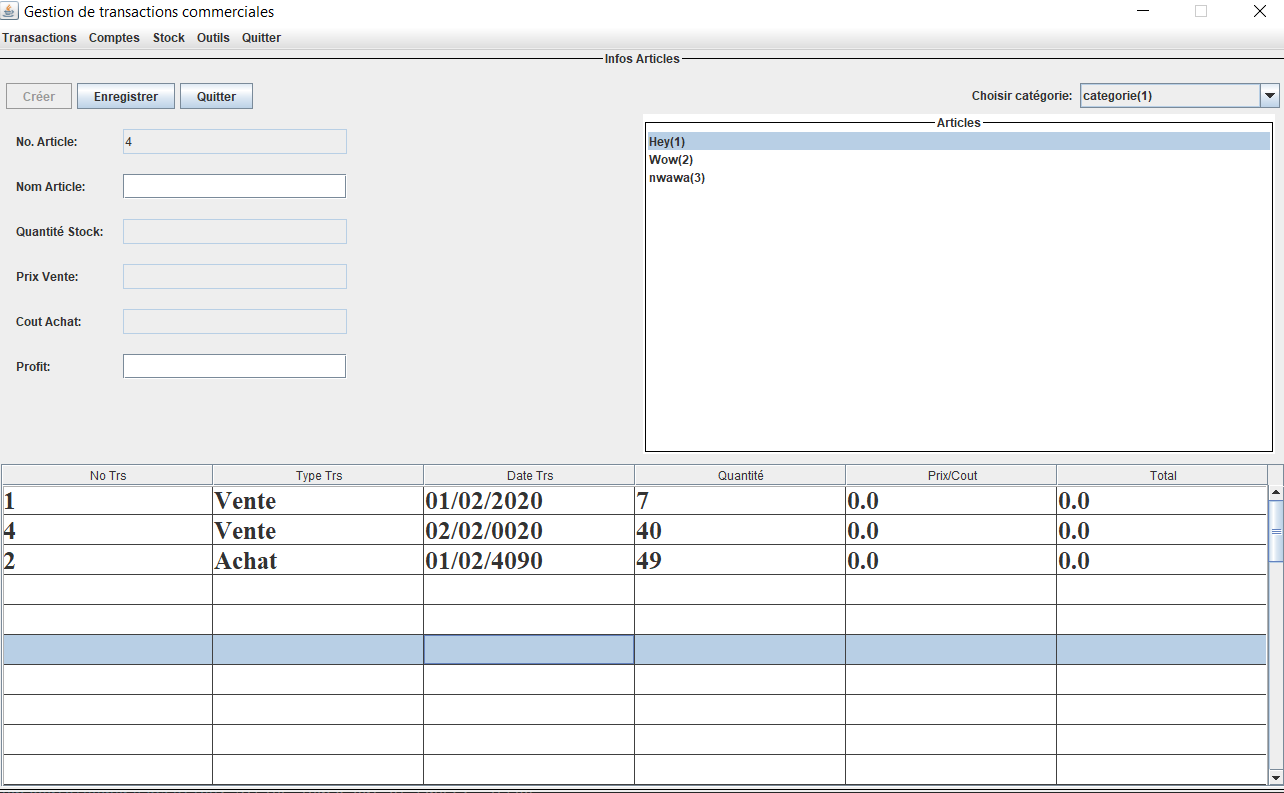 Gestion de transactions commerciales
Transactions Comptes Stock Outils Quitter
Infos Articles
Créer Enregistrer Quitter
Choisir catégorie: categorie(1)
No. Article: 4
Nom Article:
Quantité Stock:
Prix Vente:
Cout Achat:
Profit:
Articles
Hey(1)
Wow(2)
nwawa(3)
No Trs Type Trs Date Trs Quantité Prix/Cout Total
1 Vente 01/02/2020 7 0.0 0.0
4 Vente 02/02/0020 40 0.0 0.0
2 Achat 01/02/4090 49 0.0 0.0